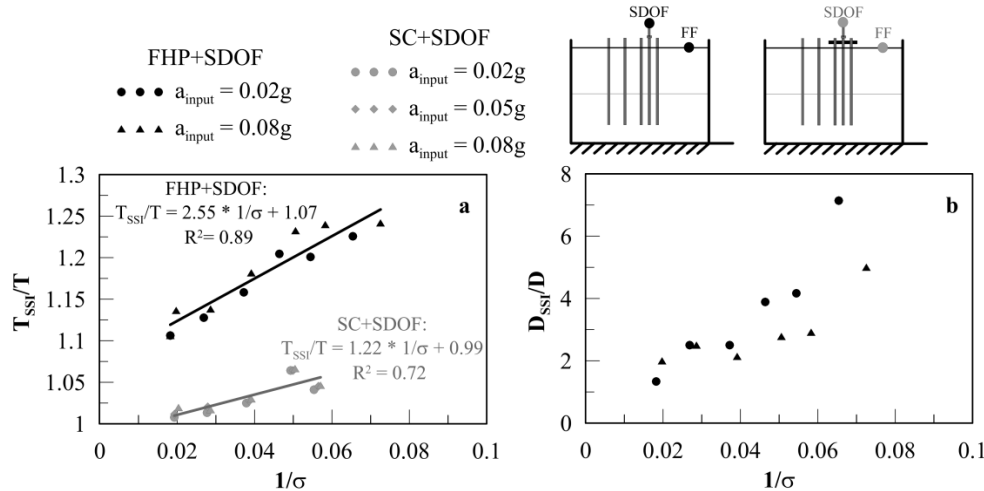 FHP+SDOF
a_input = 0.02g
a_input = 0.08g
SC+SDOF
a_input = 0.02g
a_input = 0.05g
a_input = 0.08g
SDOF
FF
SDOF
FF
1.3
1.25
1.2
1.15
1.1
1.05
1
T_SSI/T
FHP+SDOF:
T_SSI/T = 2.55 * 1/σ + 1.07
R²= 0.89
a
SC+SDOF:
T_SSI/T = 1.22 * 1/σ + 0.99
R² = 0.72
0 0.02 0.04 0.06 0.08 0.1
1/σ
8
6
4
2
0
D_SSI/D
b
0 0.02 0.04 0.06 0.08 0.1
1/σ